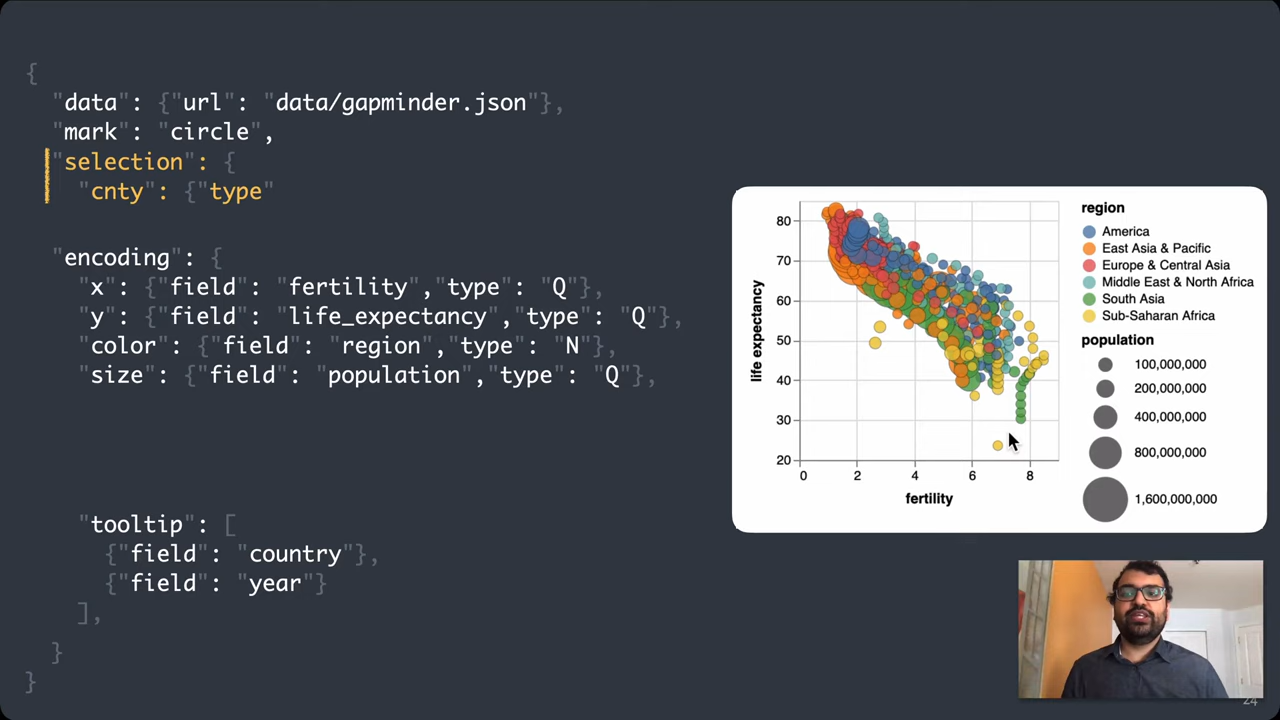 {
"data": {"url": "data/gapminder.json"},
"mark": "circle",
"selection": {
"cnty": {"type"
"encoding": {
"x": {"field": "fertility","type": "Q"},
"y": {"field": "life_expectancy","type": "Q"},
"color": {"field": "region","type": "N"},
"size": {"field": "population","type": "Q"},
"tooltip": [
{"field": "country"},
{"field": "year"}
],
}
}
life expectancy
80
70
60
50
40
30
20
0 2 4 6 8
fertility
region
America
East Asia & Pacific
Europe & Central Asia
Middle East & North Africa
South Asia
Sub-Saharan Africa
population
100,000,000
200,000,000
400,000,000
800,000,000
1,600,000,000
24